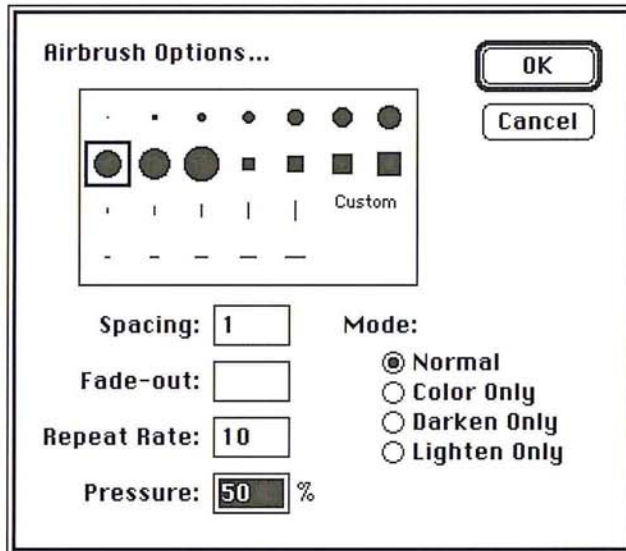 Airbrush Options...
OK
Cancel
Custom
Spacing: 1
Mode:
Normal
Fade-out:
Color Only
Darken Only
Repeat Rate: 10
Lighten Only
Pressure: 50 %